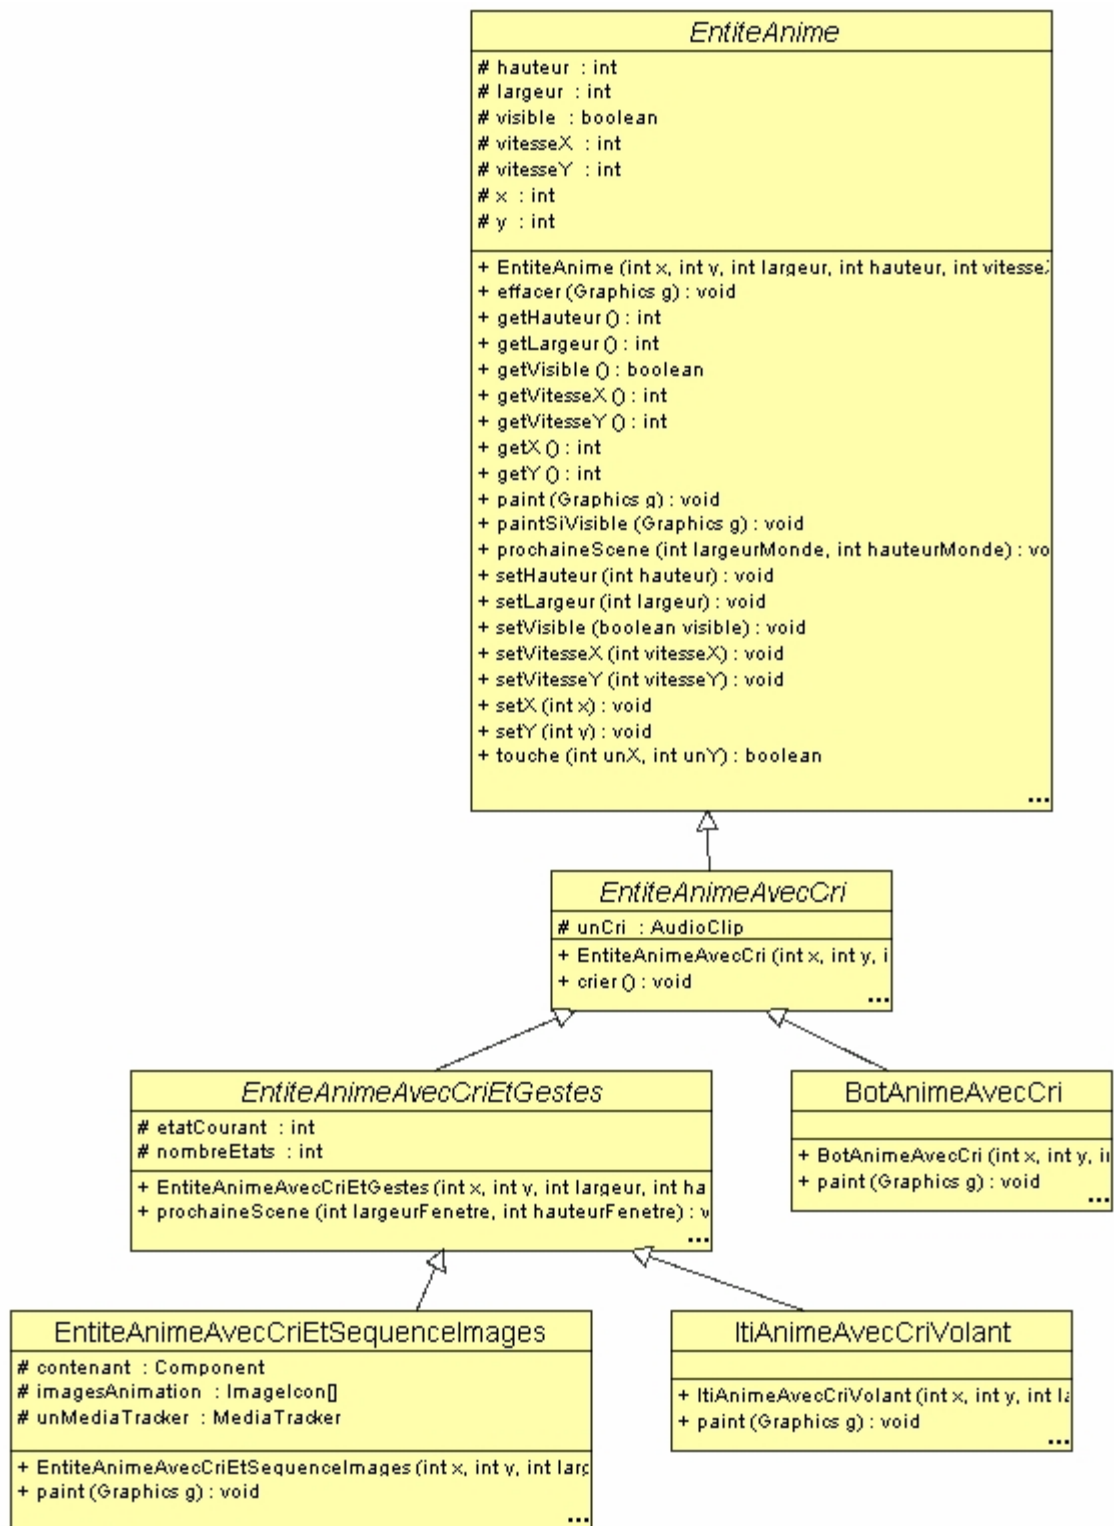 EntiteAnime
# hauteur : int
# largeur : int
# visible : boolean
# vitesseX : int
# vitesseY : int
# x : int
# y : int
+ EntiteAnime (int x, int y, int largeur, int hauteur, int vitesse
+ effacer (Graphics g) : void
+ getHauteur () : int
+ getLargeur () : int
+ getVisible () : boolean
+ getVitesseX () : int
+ getVitesseY () : int
+ getX () : int
+ getY () : int
+ paint (Graphics g) : void
+ paintSiVisible (Graphics g) : void
+ prochaineScene (int largeurMonde, int hauteurMonde) : vo
+ setHauteur (int hauteur) : void
+ setLargeur (int largeur) : void
+ setVisible (boolean visible) : void
+ setVitesseX (int vitesseX) : void
+ setVitesseY (int vitesseY) : void
+ setX (int x) : void
+ setY (int y) : void
+ touche (int unX, int unY) : boolean
...
EntiteAnimeAvecCri
# unCri : AudioClip
+ EntiteAnimeAvecCri (int x, int y, i
+ crier () : void
...
EntiteAnimeAvecCriEtGestes
# etatCourant : int
# nombreEtats : int
+ EntiteAnimeAvecCriEtGestes (int x, int y, int largeur, int ha
+ prochaineScene (int largeurFenetre, int hauteurFenetre) : v
...
BotAnimeAvecCri
+ BotAnimeAvecCri (int x, int y, i
+ paint (Graphics g) : void
...
EntiteAnimeAvecCriEtSequenceImages
# contenant : Component
# imagesAnimation : ImageIcon[]
# unMediaTracker : MediaTracker
+ EntiteAnimeAvecCriEtSequenceImages (int x, int y, int larg
+ paint (Graphics g) : void
...
ItiAnimeAvecCriVolant
+ ItiAnimeAvecCriVolant (int x, int y, int la
+ paint (Graphics g) : void
...